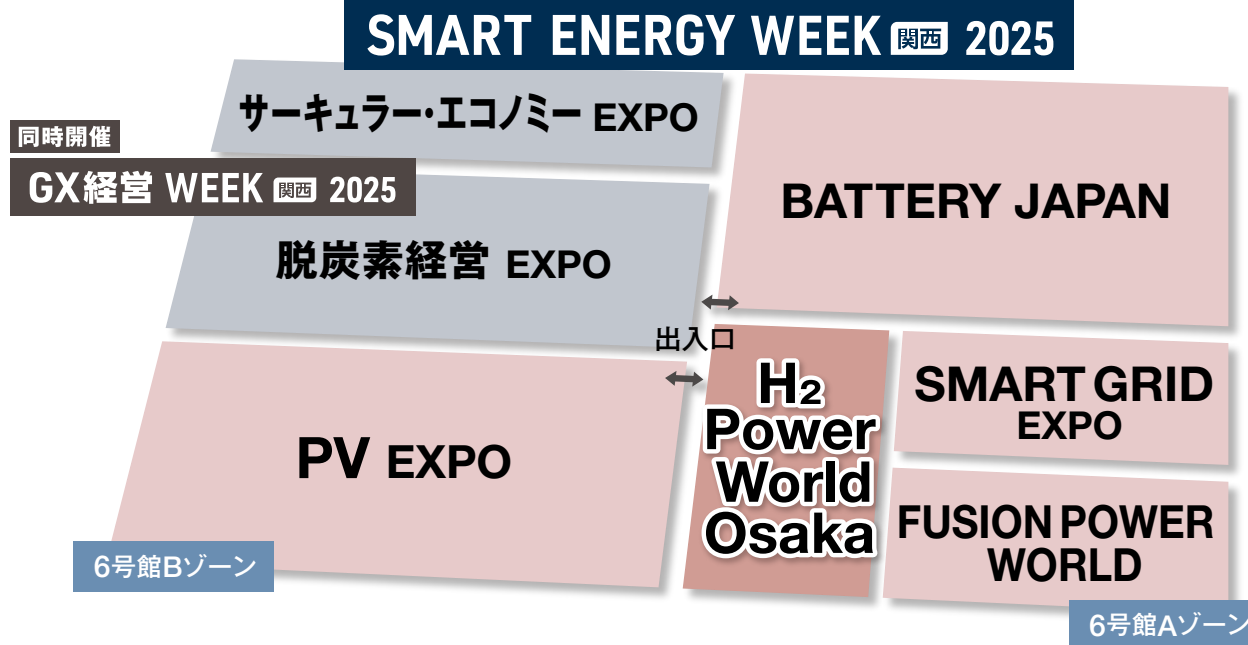 SMART ENERGY WEEK 関西 2025
サーキュラー・エコノミー EXPO
同時開催
GX経営 WEEK 関西 2025
脱炭素経営 EXPO
BATTERY JAPAN
出入口
PV EXPO
H₂
Power
World
Osaka
SMART GRID
EXPO
FUSION POWER
WORLD
6号館Bゾーン
6号館Aゾーン